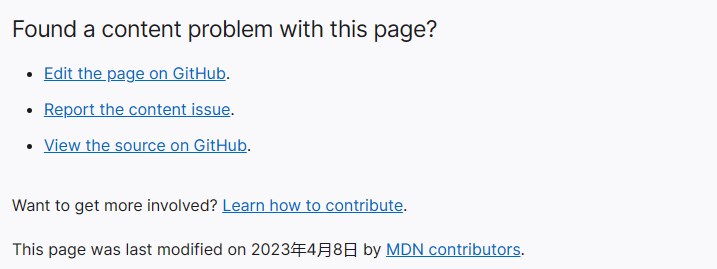 Found a content problem with this page?
Edit the page on GitHub.
Report the content issue.
View the source on GitHub.
Want to get more involved? Learn how to contribute.
This page was last modified on 2023年4月8日 by MDN contributors.